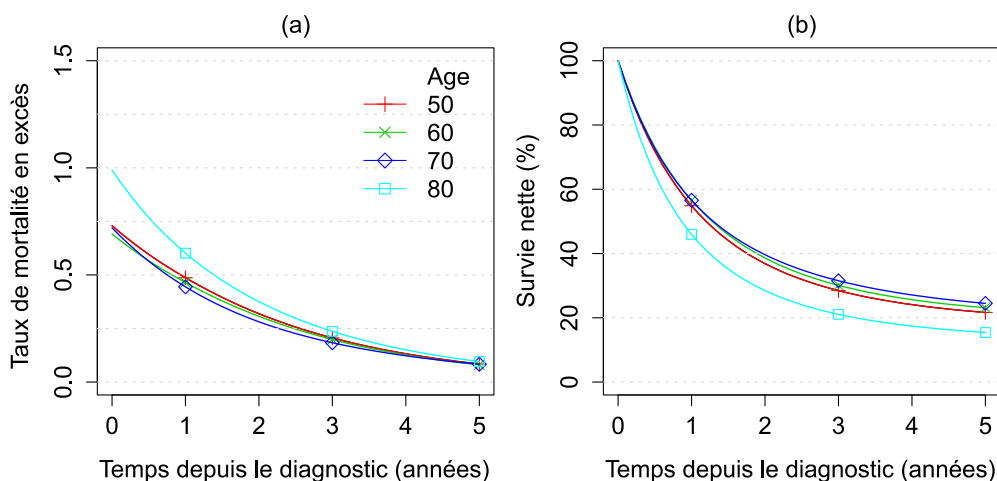 (a)
Taux de mortalité en excès
1.5
1.0
0.5
0.0
Age
50
60
70
80
0 1 2 3 4 5
Temps depuis le diagnostic (années)
(b)
Survie nette (%)
100
80
60
40
20
0
0 1 2 3 4 5
Temps depuis le diagnostic (années)